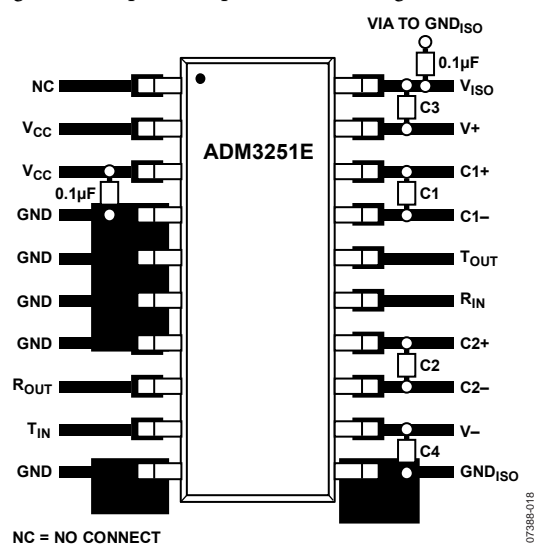 VIA TO GNDISO
0.1µF
NC
VISO
C3
VCC
V+
ADM3251E
VCC
C1+
0.1µF
C1
GND
C1–
GND
TOUT
GND
RIN
GND
C2+
C2
ROUT
C2–
TIN
V–
C4
GND
GNDISO
NC = NO CONNECT
07388-018